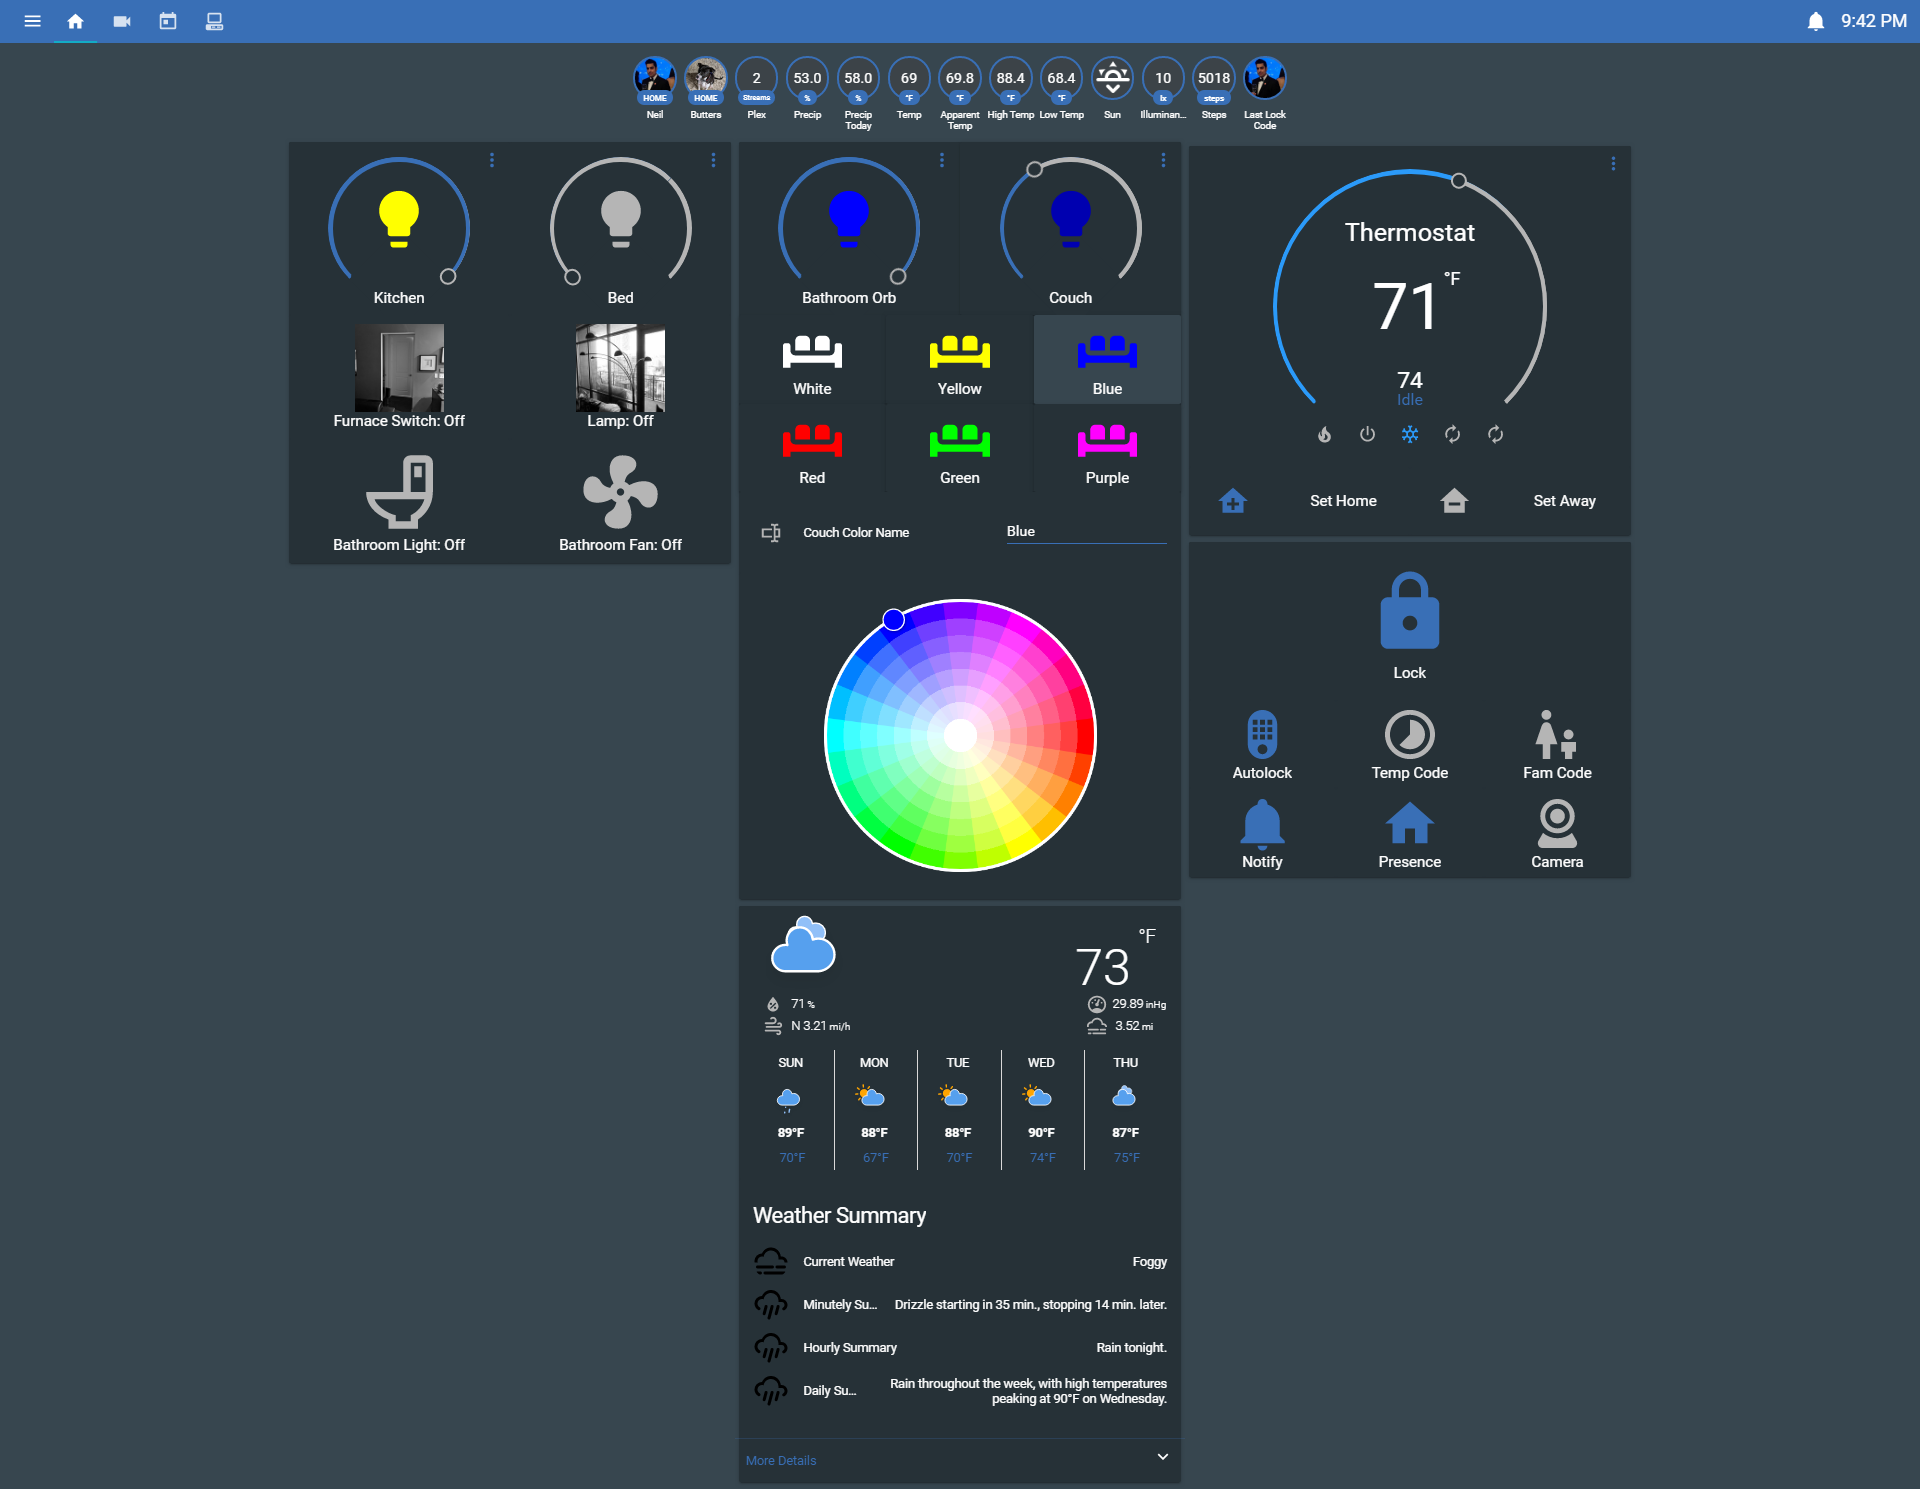 9:42 PM
2
53.0
58.0
69
69.8
88.4
68.4
10
5018
HOME
HOME
Streams
%
%
°F
°F
°F
°F
lx
steps
Neil
Butters
Plex
Precip
Precip Today
Temp
Apparent Temp
High Temp
Low Temp
Sun
Illuminan...
Steps
Last Lock Code
Kitchen
Bed
Furnace Switch: Off
Lamp: Off
Bathroom Light: Off
Bathroom Fan: Off
Bathroom Orb
Couch
White
Yellow
Blue
Red
Green
Purple
Couch Color Name
Blue
73 °F
71 %
29.89 inHg
N 3.21 mi/h
3.52 mi
SUN
MON
TUE
WED
THU
89°F
88°F
88°F
90°F
87°F
70°F
67°F
70°F
74°F
75°F
Weather Summary
Current Weather
Foggy
Minutely Su...
Drizzle starting in 35 min., stopping 14 min. later.
Hourly Summary
Rain tonight.
Daily Su...
Rain throughout the week, with high temperatures
peaking at 90°F on Wednesday.
More Details
Thermostat
71 °F
74
Idle
Set Home
Set Away
Lock
Autolock
Temp Code
Fam Code
Notify
Presence
Camera